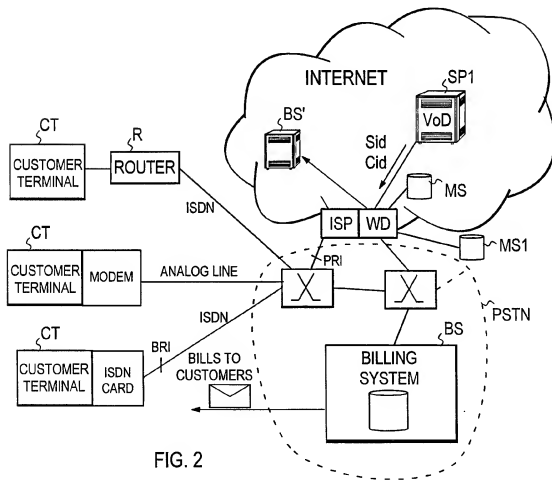 INTERNET
SP1
VoD
BS'
Sid
Cid
CT
R
CUSTOMER
TERMINAL
ROUTER
MS
ISDN
ISP
WD
MS1
CT
PRI
CUSTOMER
TERMINAL
MODEM
ANALOG LINE
ISDN
PSTN
CT
BRI
BS
CUSTOMER
TERMINAL
ISDN
CARD
BILLS TO
CUSTOMERS
BILLING
SYSTEM
FIG. 2